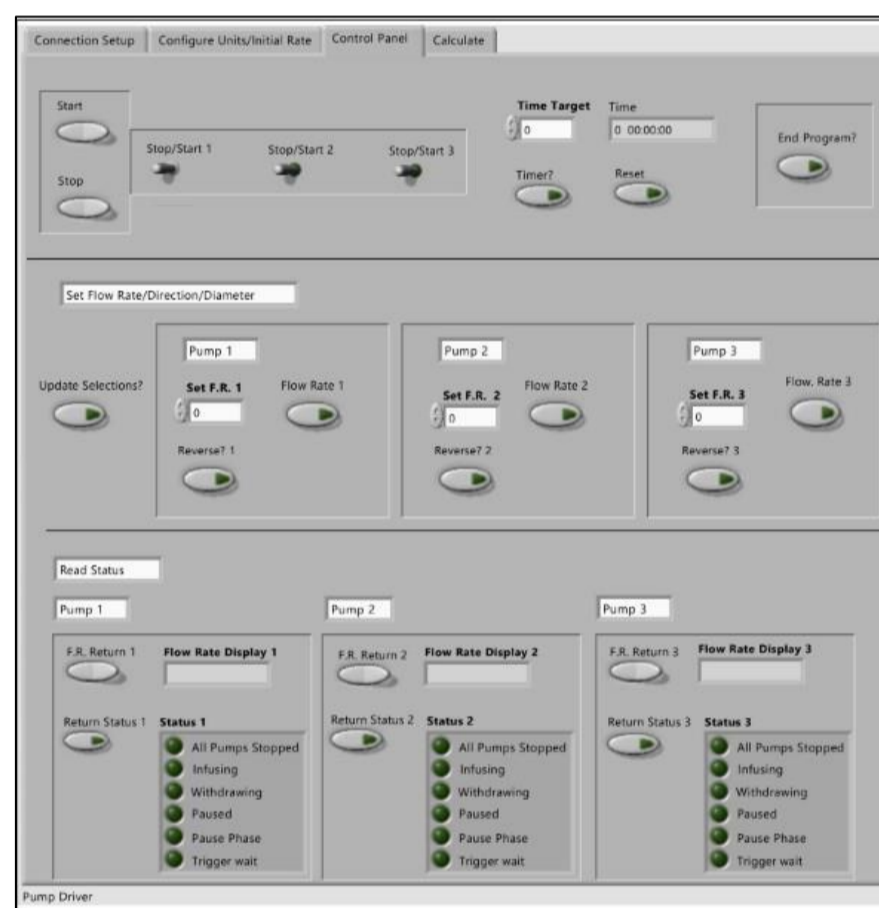 Connection Setup Configure Units/Initial Rate Control Panel Calculate
Start
Stop
Stop/Start 1 Stop/Start 2 Stop/Start 3
Time Target Time
0 0 00:00:00
Timer? Reset
End Program?
Set Flow Rate/Direction/Diameter
Update Selections?
Pump 1
Set F.R. 1 Flow Rate 1
0
Reverse? 1
Pump 2
Set F.R. 2 Flow Rate 2
0
Reverse? 2
Pump 3
Set F.R. 3 Flow. Rate 3
0
Reverse? 3
Read Status
Pump 1
F.R. Return 1 Flow Rate Display 1
Return Status 1 Status 1
All Pumps Stopped
Infusing
Withdrawing
Paused
Pause Phase
Trigger wait
Pump 2
F.R. Return 2 Flow Rate Display 2
Return Status 2 Status 2
All Pumps Stopped
Infusing
Withdrawing
Paused
Pause Phase
Trigger wait
Pump 3
F.R. Return 3 Flow Rate Display 3
Return Status 3 Status 3
All Pumps Stopped
Infusing
Withdrawing
Paused
Pause Phase
Trigger wait
Pump Driver